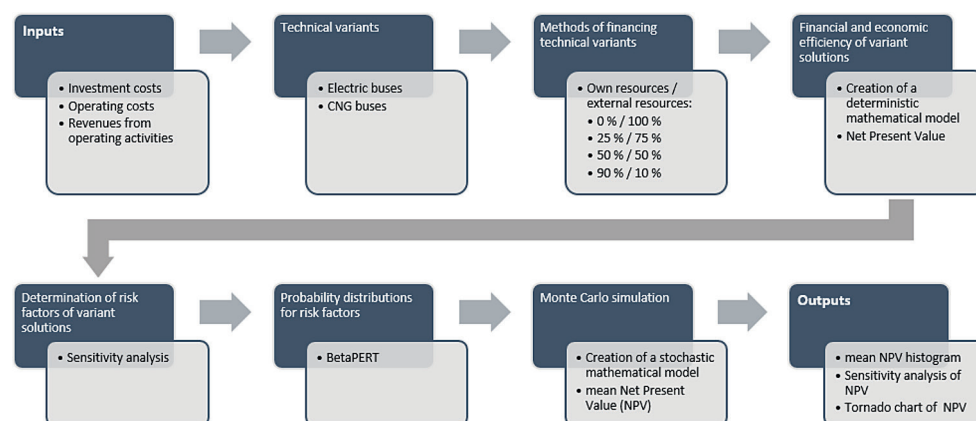 Inputs
• Investment costs
• Operating costs
• Revenues from
operating activities
Technical variants
• Electric buses
• CNG buses
Methods of financing
technical variants
• Own resources /
external resources:
• 0 % / 100 %
• 25 % / 75 %
• 50 % / 50 %
• 90 % / 10 %
Financial and economic
efficiency of variant
solutions
• Creation of a
deterministic
mathematical model
• Net Present Value
Determination of risk
factors of variant
solutions
• Sensitivity analysis
Probability distributions
for risk factors
• BetaPERT
Monte Carlo simulation
• Creation of a stochastic
mathematical model
• mean Net Present
Value (NPV)
Outputs
• mean NPV histogram
• Sensitivity analysis of
NPV
• Tornado chart of NPV